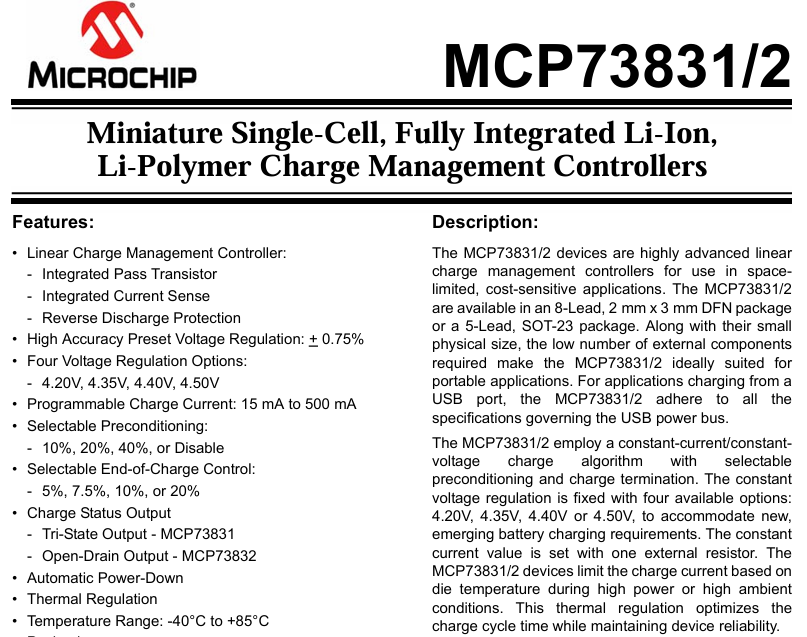 MICROCHIP
MCP73831/2
Miniature Single-Cell, Fully Integrated Li-Ion,
Li-Polymer Charge Management Controllers
Features:
• Linear Charge Management Controller:
- Integrated Pass Transistor
- Integrated Current Sense
- Reverse Discharge Protection
• High Accuracy Preset Voltage Regulation: ± 0.75%
• Four Voltage Regulation Options:
- 4.20V, 4.35V, 4.40V, 4.50V
• Programmable Charge Current: 15 mA to 500 mA
• Selectable Preconditioning:
- 10%, 20%, 40%, or Disable
• Selectable End-of-Charge Control:
- 5%, 7.5%, 10%, or 20%
• Charge Status Output
- Tri-State Output - MCP73831
- Open-Drain Output - MCP73832
• Automatic Power-Down
• Thermal Regulation
• Temperature Range: -40°C to +85°C
Description:
The MCP73831/2 devices are highly advanced linear
charge management controllers for use in space-
limited, cost-sensitive applications. The MCP73831/2
are available in an 8-Lead, 2 mm x 3 mm DFN package
or a 5-Lead, SOT-23 package. Along with their small
physical size, the low number of external components
required make the MCP73831/2 ideally suited for
portable applications. For applications charging from a
USB port, the MCP73831/2 adhere to all the
specifications governing the USB power bus.
The MCP73831/2 employ a constant-current/constant-
voltage charge algorithm with selectable
preconditioning and charge termination. The constant
voltage regulation is fixed with four available options:
4.20V, 4.35V, 4.40V or 4.50V, to accommodate new,
emerging battery charging requirements. The constant
current value is set with one external resistor. The
MCP73831/2 devices limit the charge current based on
die temperature during high power or high ambient
conditions. This thermal regulation optimizes the
charge cycle time while maintaining device reliability.